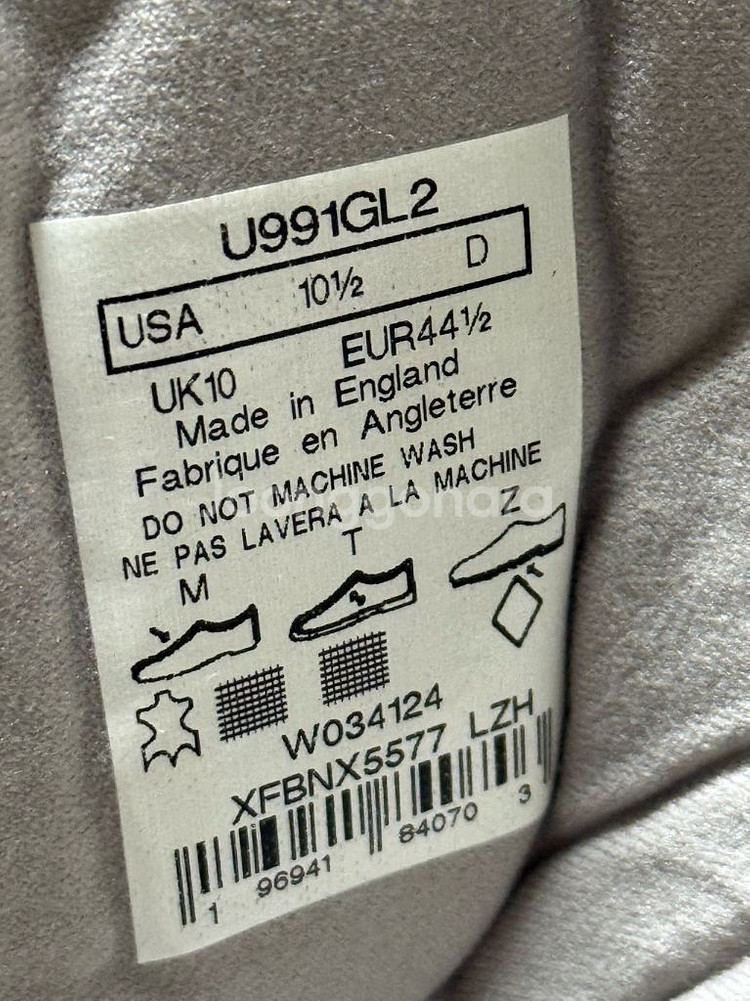 U991GL2
USA 10½ D
UK10 EUR44½
Made in England
Fabrique en Angleterre
DO NOT MACHINE WASH
NE PAS LAVERA A LA MACHINE
M T Z
W034124
XFBNX5577 LZH
1 96941 84070 3